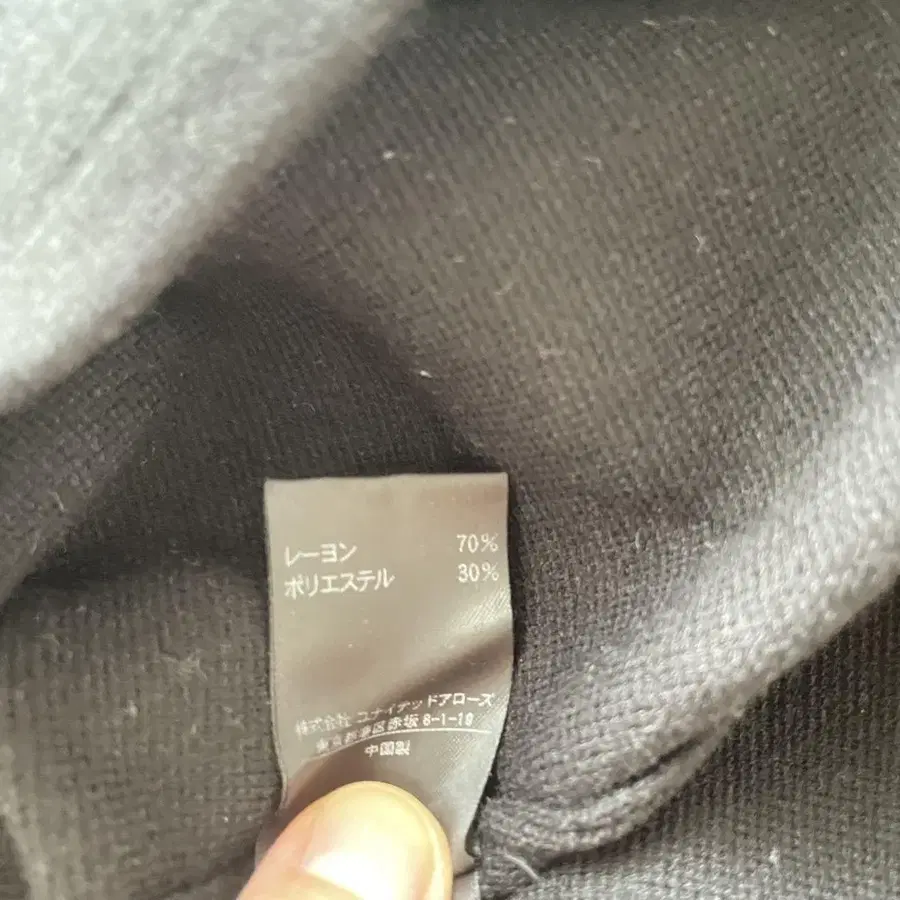 レーヨン 70%
ポリエステル 30%
株式会社 ユナイテッドアローズ
東京都港区赤坂 8-1-19
中国製